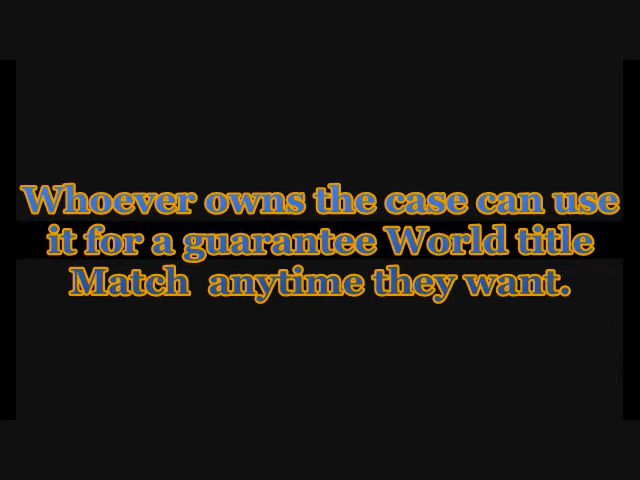 Whoever owns the case can use
it for a guarantee World title
Match anytime they want.